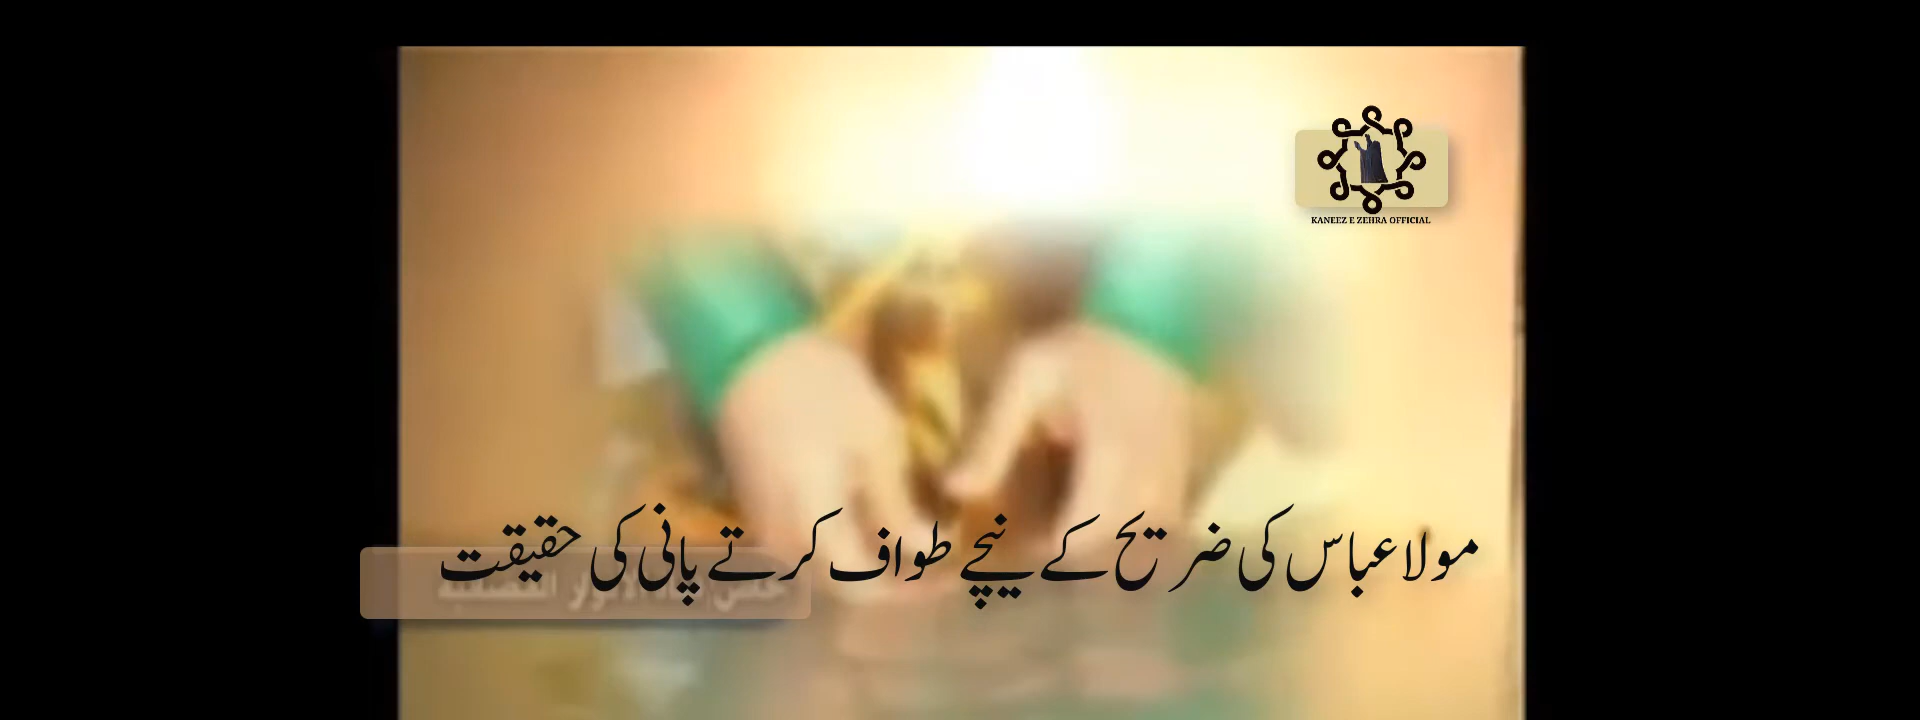 KANEEZ E ZEHRA OFFICIAL
مولا عباس کی ضریح کے نیچے طواف کرتے پانی کی حقیقت